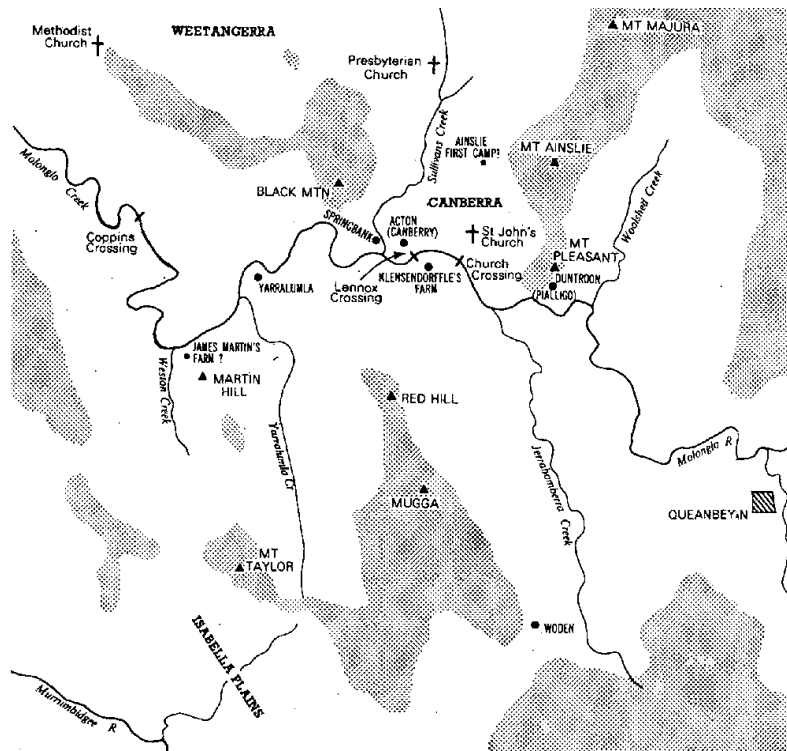 Methodist
Church
WEETANGERRA
MT MAJURA
Presbyterian
Church
Sullivans Creek
AINSLIE
FIRST CAMP?
MT AINSLIE
Molonglo
Creek
BLACK MTN
Woolshed Creek
CANBERRA
Coppins
Crossing
SPRINGBANK
ACTON
(CANBERRY)
St John's
Church
MT
PLEASANT
Church
Crossing
YARRALUMLA
Lennox
Crossing
KLENSENDORFFLE'S
FARM
DUNTROON
(PIALLIGO)
JAMES MARTIN'S
FARM ?
Weston Creek
MARTIN
HILL
RED HILL
Yarralumla Cr
Jerrabomberra
Creek
Molonglo R
MUGGA
QUEANBEYAN
MT
TAYLOR
WODEN
ISABELLA PLAINS
Murrumbidgee R